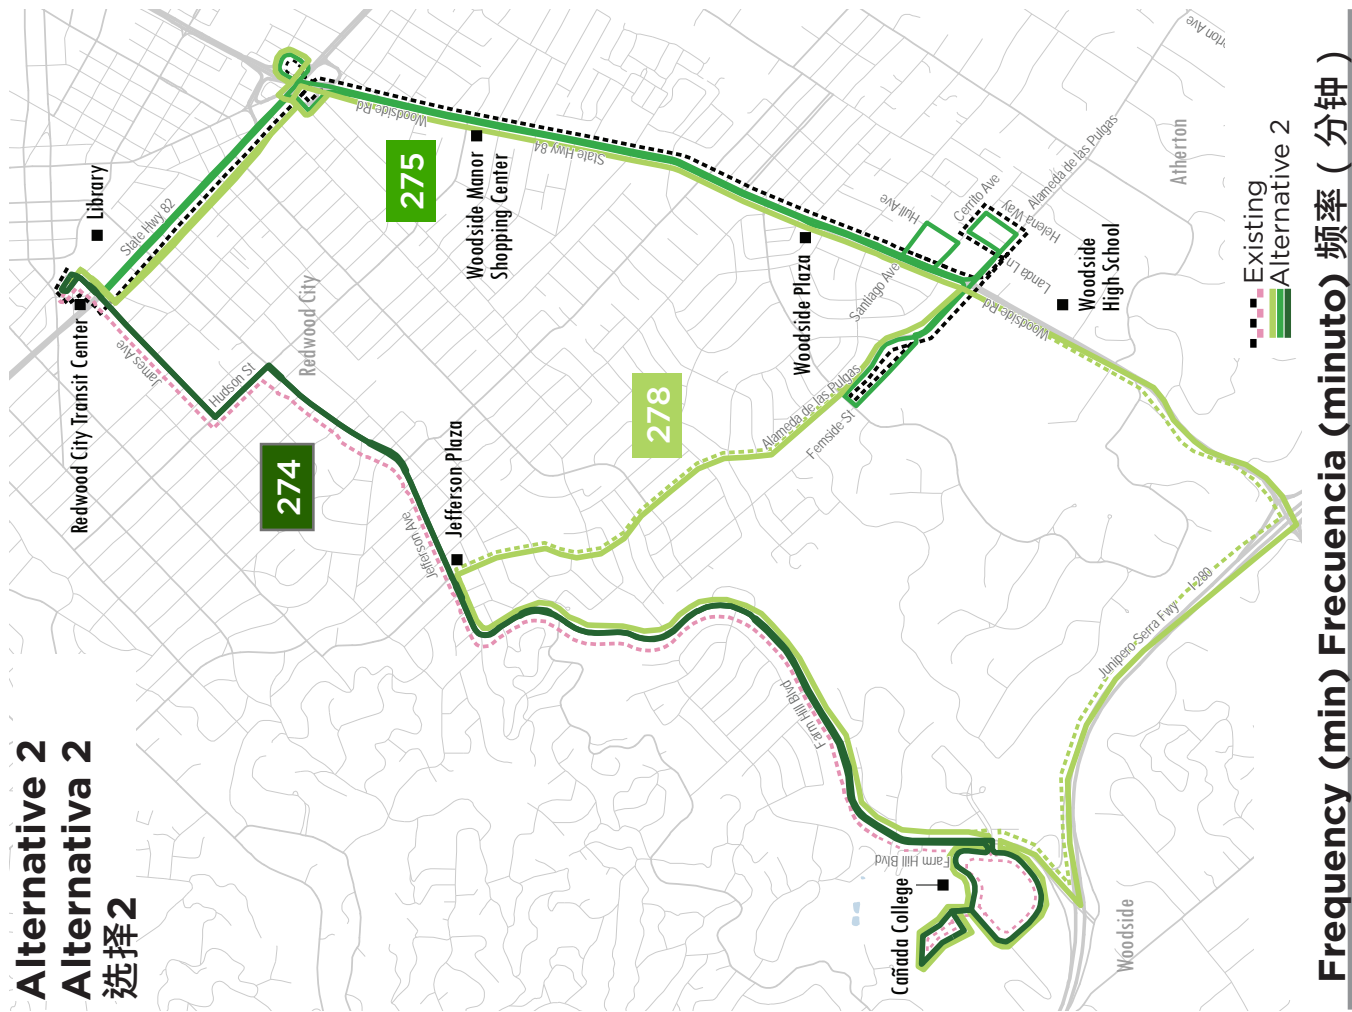 Alternative 2
Alternativa 2
选择2
Redwood City Transit Center
Library
State Hwy 82
James Ave
Hudson St
Redwood City
274
275
278
Woodside Rd
Woodside Manor
Shopping Center
State Hwy 84
Jefferson Ave
Jefferson Plaza
Woodside Plaza
Santiago Ave
Hull Ave
Cerrito Ave
Helena Way
Landa Ln
Alameda de las Pulgas
Alameda de las Pulgas
Fernside St
Woodside Rd
Woodside
High School
Atherton
Farm Hill Blvd
Farm Hill Blvd
Cañada College
Junipero Serra Fwy
I-280
Woodside
Existing
Alternative 2
Frequency (min) Frecuencia (minuto) 频率 ( 分钟 )